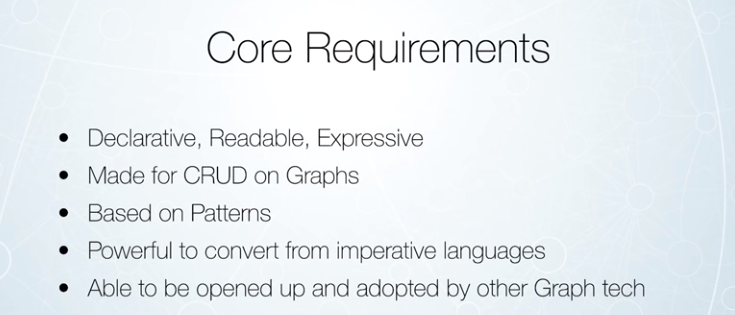 Core Requirements
• Declarative, Readable, Expressive
• Made for CRUD on Graphs
• Based on Patterns
• Powerful to convert from imperative languages
• Able to be opened up and adopted by other Graph tech